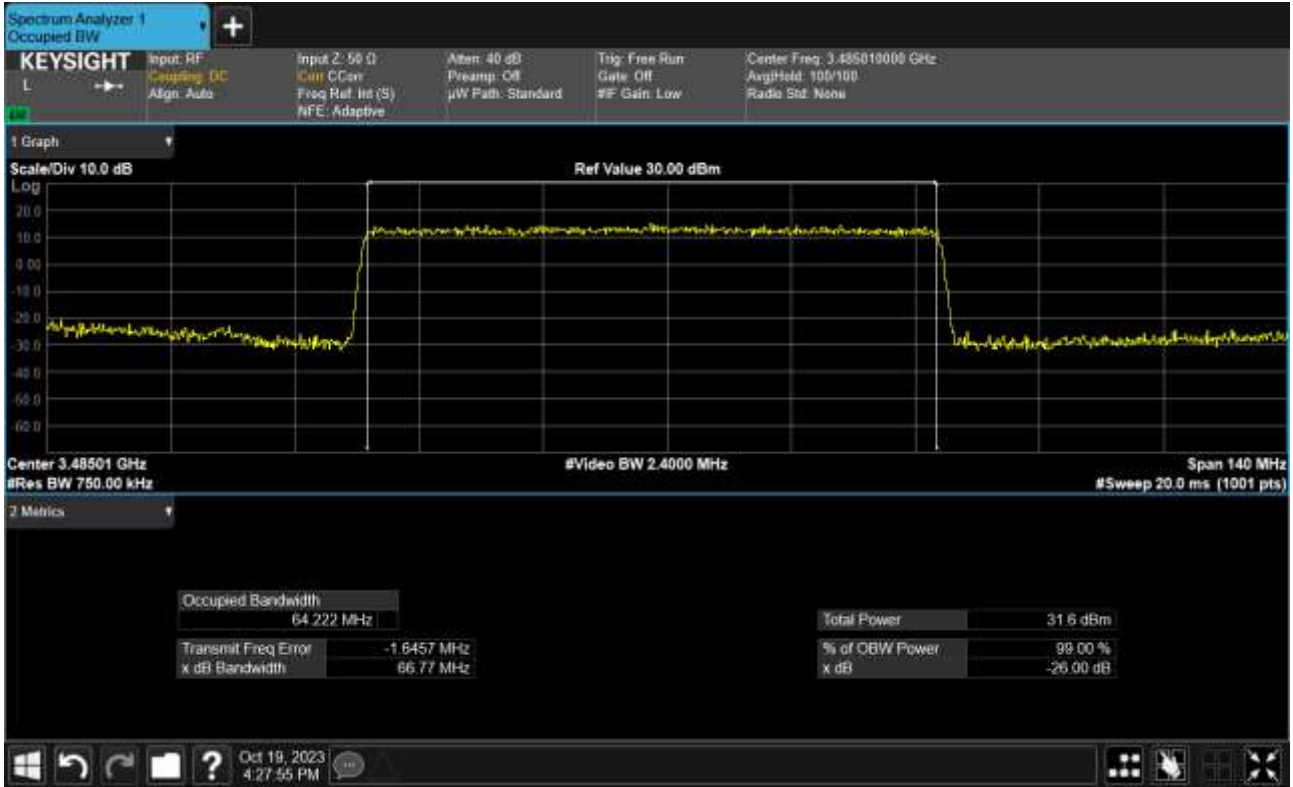 Spectrum Analyzer 1
Occupied BW
+
KEYSIGHT
L
Input: RF
Coupling: DC
Align: Auto
Input Z: 50 Ω
Corr CCorr
Freq Ref: Int (S)
NFE: Adaptive
Atten: 40 dB
Preamp: Off
µW Path: Standard
Trig: Free Run
Gate: Off
#IF Gain: Low
Center Freq: 3.485010000 GHz
Avg|Hold: 100/100
Radio Std: None
1 Graph
Scale/Div 10.0 dB
Ref Value 30.00 dBm
Log
20.0
10.0
0.00
-10.0
-20.0
-30.0
-40.0
-50.0
-60.0
Center 3.48501 GHz
#Video BW 2.4000 MHz
Span 140 MHz
#Res BW 750.00 kHz
#Sweep 20.0 ms (1001 pts)
2 Metrics
Occupied Bandwidth
64.222 MHz
Total Power 31.6 dBm
Transmit Freq Error -1.6457 MHz
% of OBW Power 99.00 %
x dB Bandwidth 66.77 MHz
x dB -26.00 dB
?
Oct 19, 2023
4:27:55 PM